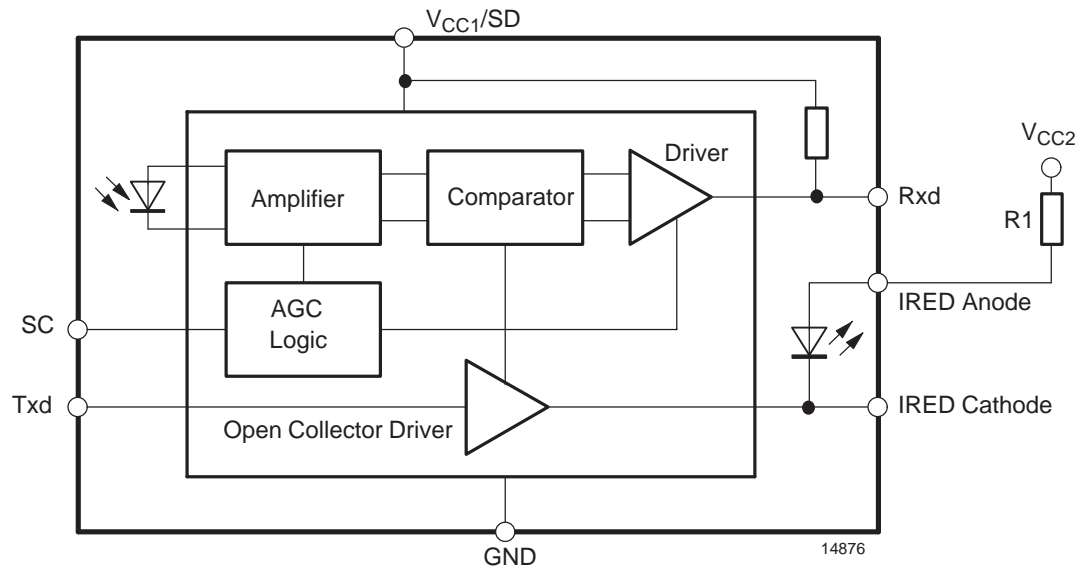 VCC1/SD
Driver
VCC2
Amplifier
Comparator
Rxd
R1
IRED Anode
AGC
Logic
SC
Txd
Open Collector Driver
IRED Cathode
GND
14876